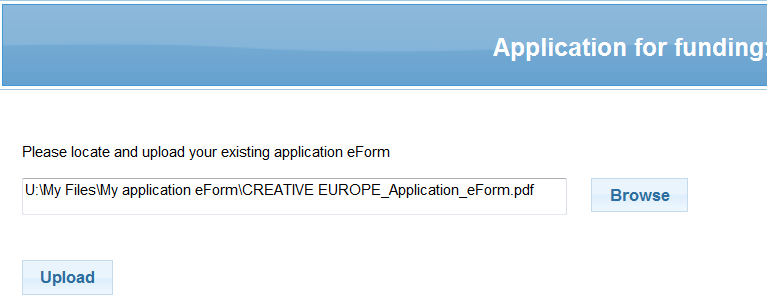 Application for funding:
Please locate and upload your existing application eForm
U:\My Files\My application eForm\CREATIVE EUROPE_Application_eForm.pdf
Browse
Upload